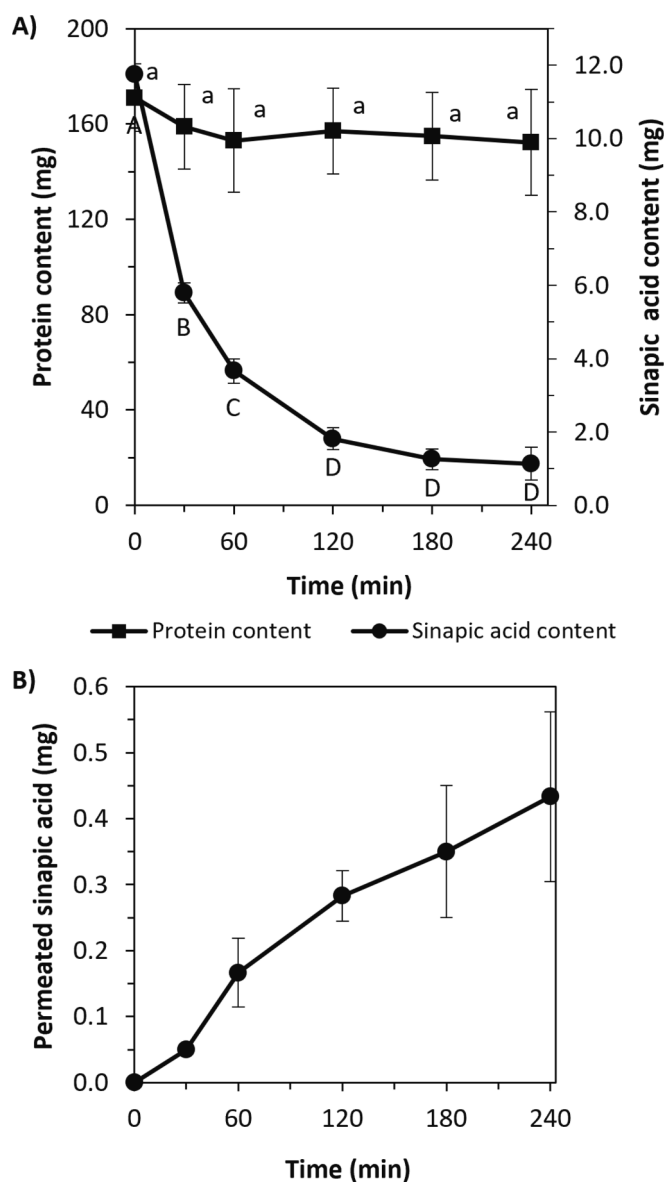 A)
200
160
120
80
40
0
Protein content (mg)
12.0
10.0
8.0
6.0
4.0
2.0
0.0
Sinapic acid content (mg)
a a a a a a
A
B
C
D D D
0 60 120 180 240
Time (min)
Protein content Sinapic acid content
B)
0.6
0.5
0.4
0.3
0.2
0.1
0.0
Permeated sinapic acid (mg)
0 60 120 180 240
Time (min)